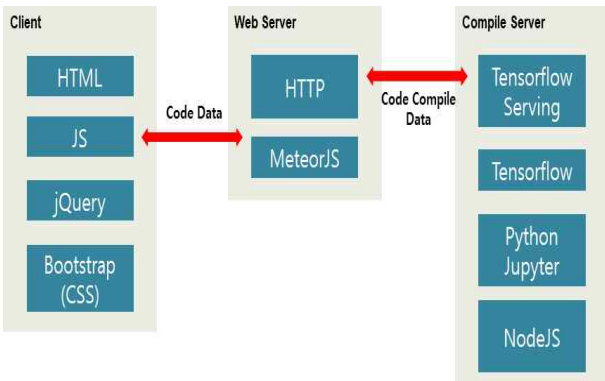 Client
HTML
JS
jQuery
Bootstrap
(CSS)
Code Data
Web Server
HTTP
MeteorJS
Code Compile
Data
Compile Server
Tensorflow
Serving
Tensorflow
Python
Jupyter
NodeJS